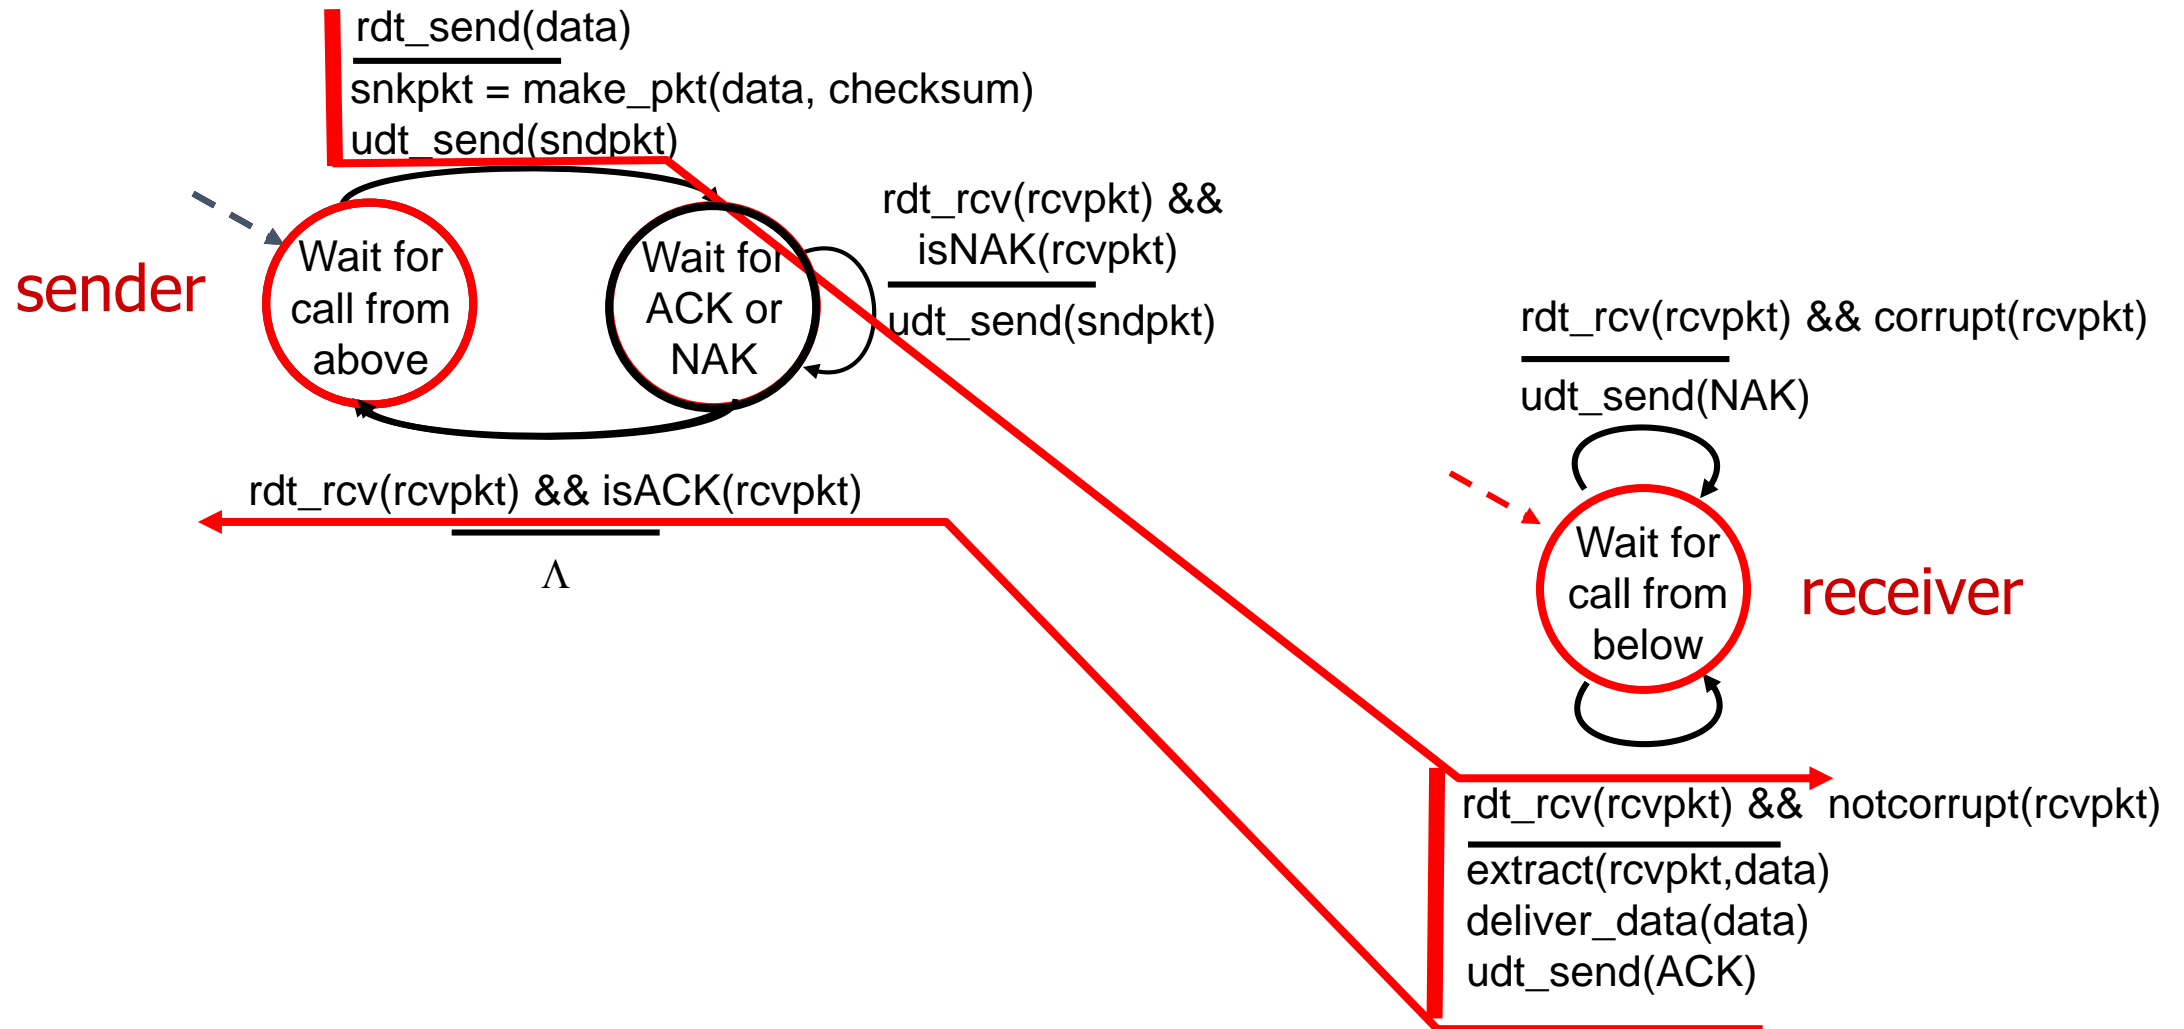 rdt_send(data)
snkpkt = make_pkt(data, checksum)
udt_send(sndpkt)
sender
Wait for
call from
above
Wait for
ACK or
NAK
rdt_rcv(rcvpkt) &&
isNAK(rcvpkt)
udt_send(sndpkt)
rdt_rcv(rcvpkt) && isACK(rcvpkt)
Λ
rdt_rcv(rcvpkt) && corrupt(rcvpkt)
udt_send(NAK)
Wait for
call from
below
receiver
rdt_rcv(rcvpkt) && notcorrupt(rcvpkt)
extract(rcvpkt,data)
deliver_data(data)
udt_send(ACK)